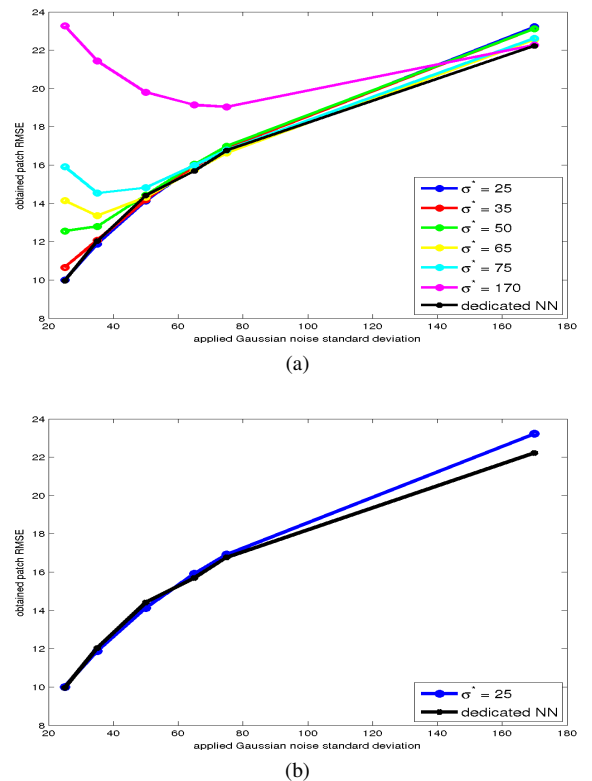 24
22
20
18
16
14
12
10
8
obtained patch RMSE
σ* = 25
σ* = 35
σ* = 50
σ* = 65
σ* = 75
σ* = 170
dedicated NN
20 40 60 80 100 120 140 160 180
applied Gaussian noise standard deviation
(a)
24
22
20
18
16
14
12
10
8
obtained patch RMSE
σ* = 25
dedicated NN
20 40 60 80 100 120 140 160 180
applied Gaussian noise standard deviation
(b)